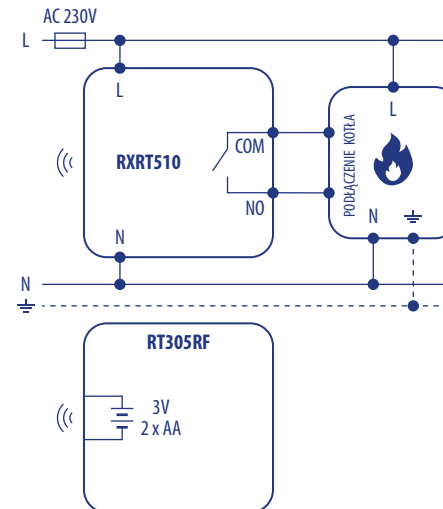 AC 230V
L
L
RXRT510
COM
NO
N
L
PODŁĄCZENIE KOTŁA
N
N
RT305RF
3V
2 x AA